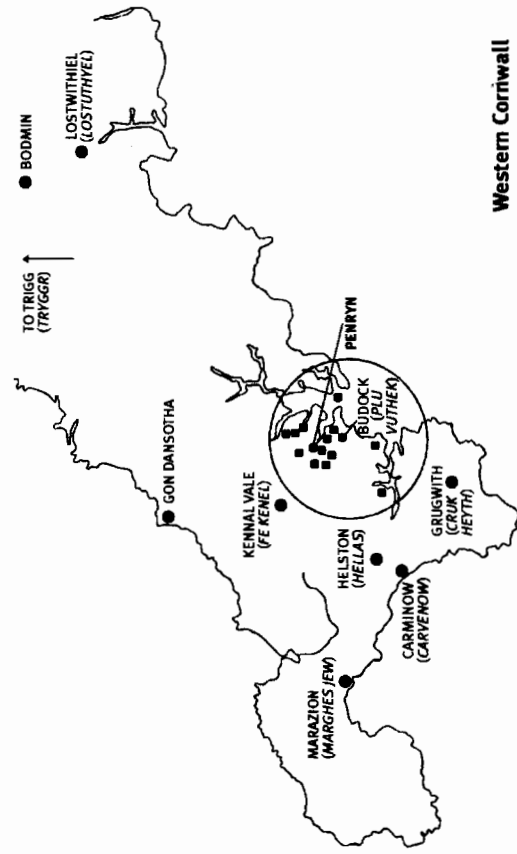 BODMIN
LOSTWITHIEL
(LOSTUTHYEL)
TO TRIGG
(TRYGGR)
GON DANSOTHA
PENRYN
KENNAL VALE
(FE KENEL)
BUDOCK
(PLU
VUTHEK)
HELSTON
(HELLAS)
GRUGWITH
(CRUK
HEYTH)
CARMINOW
(CARVENOW)
MARAZION
(MARGHES JEW)
Western Cornwall